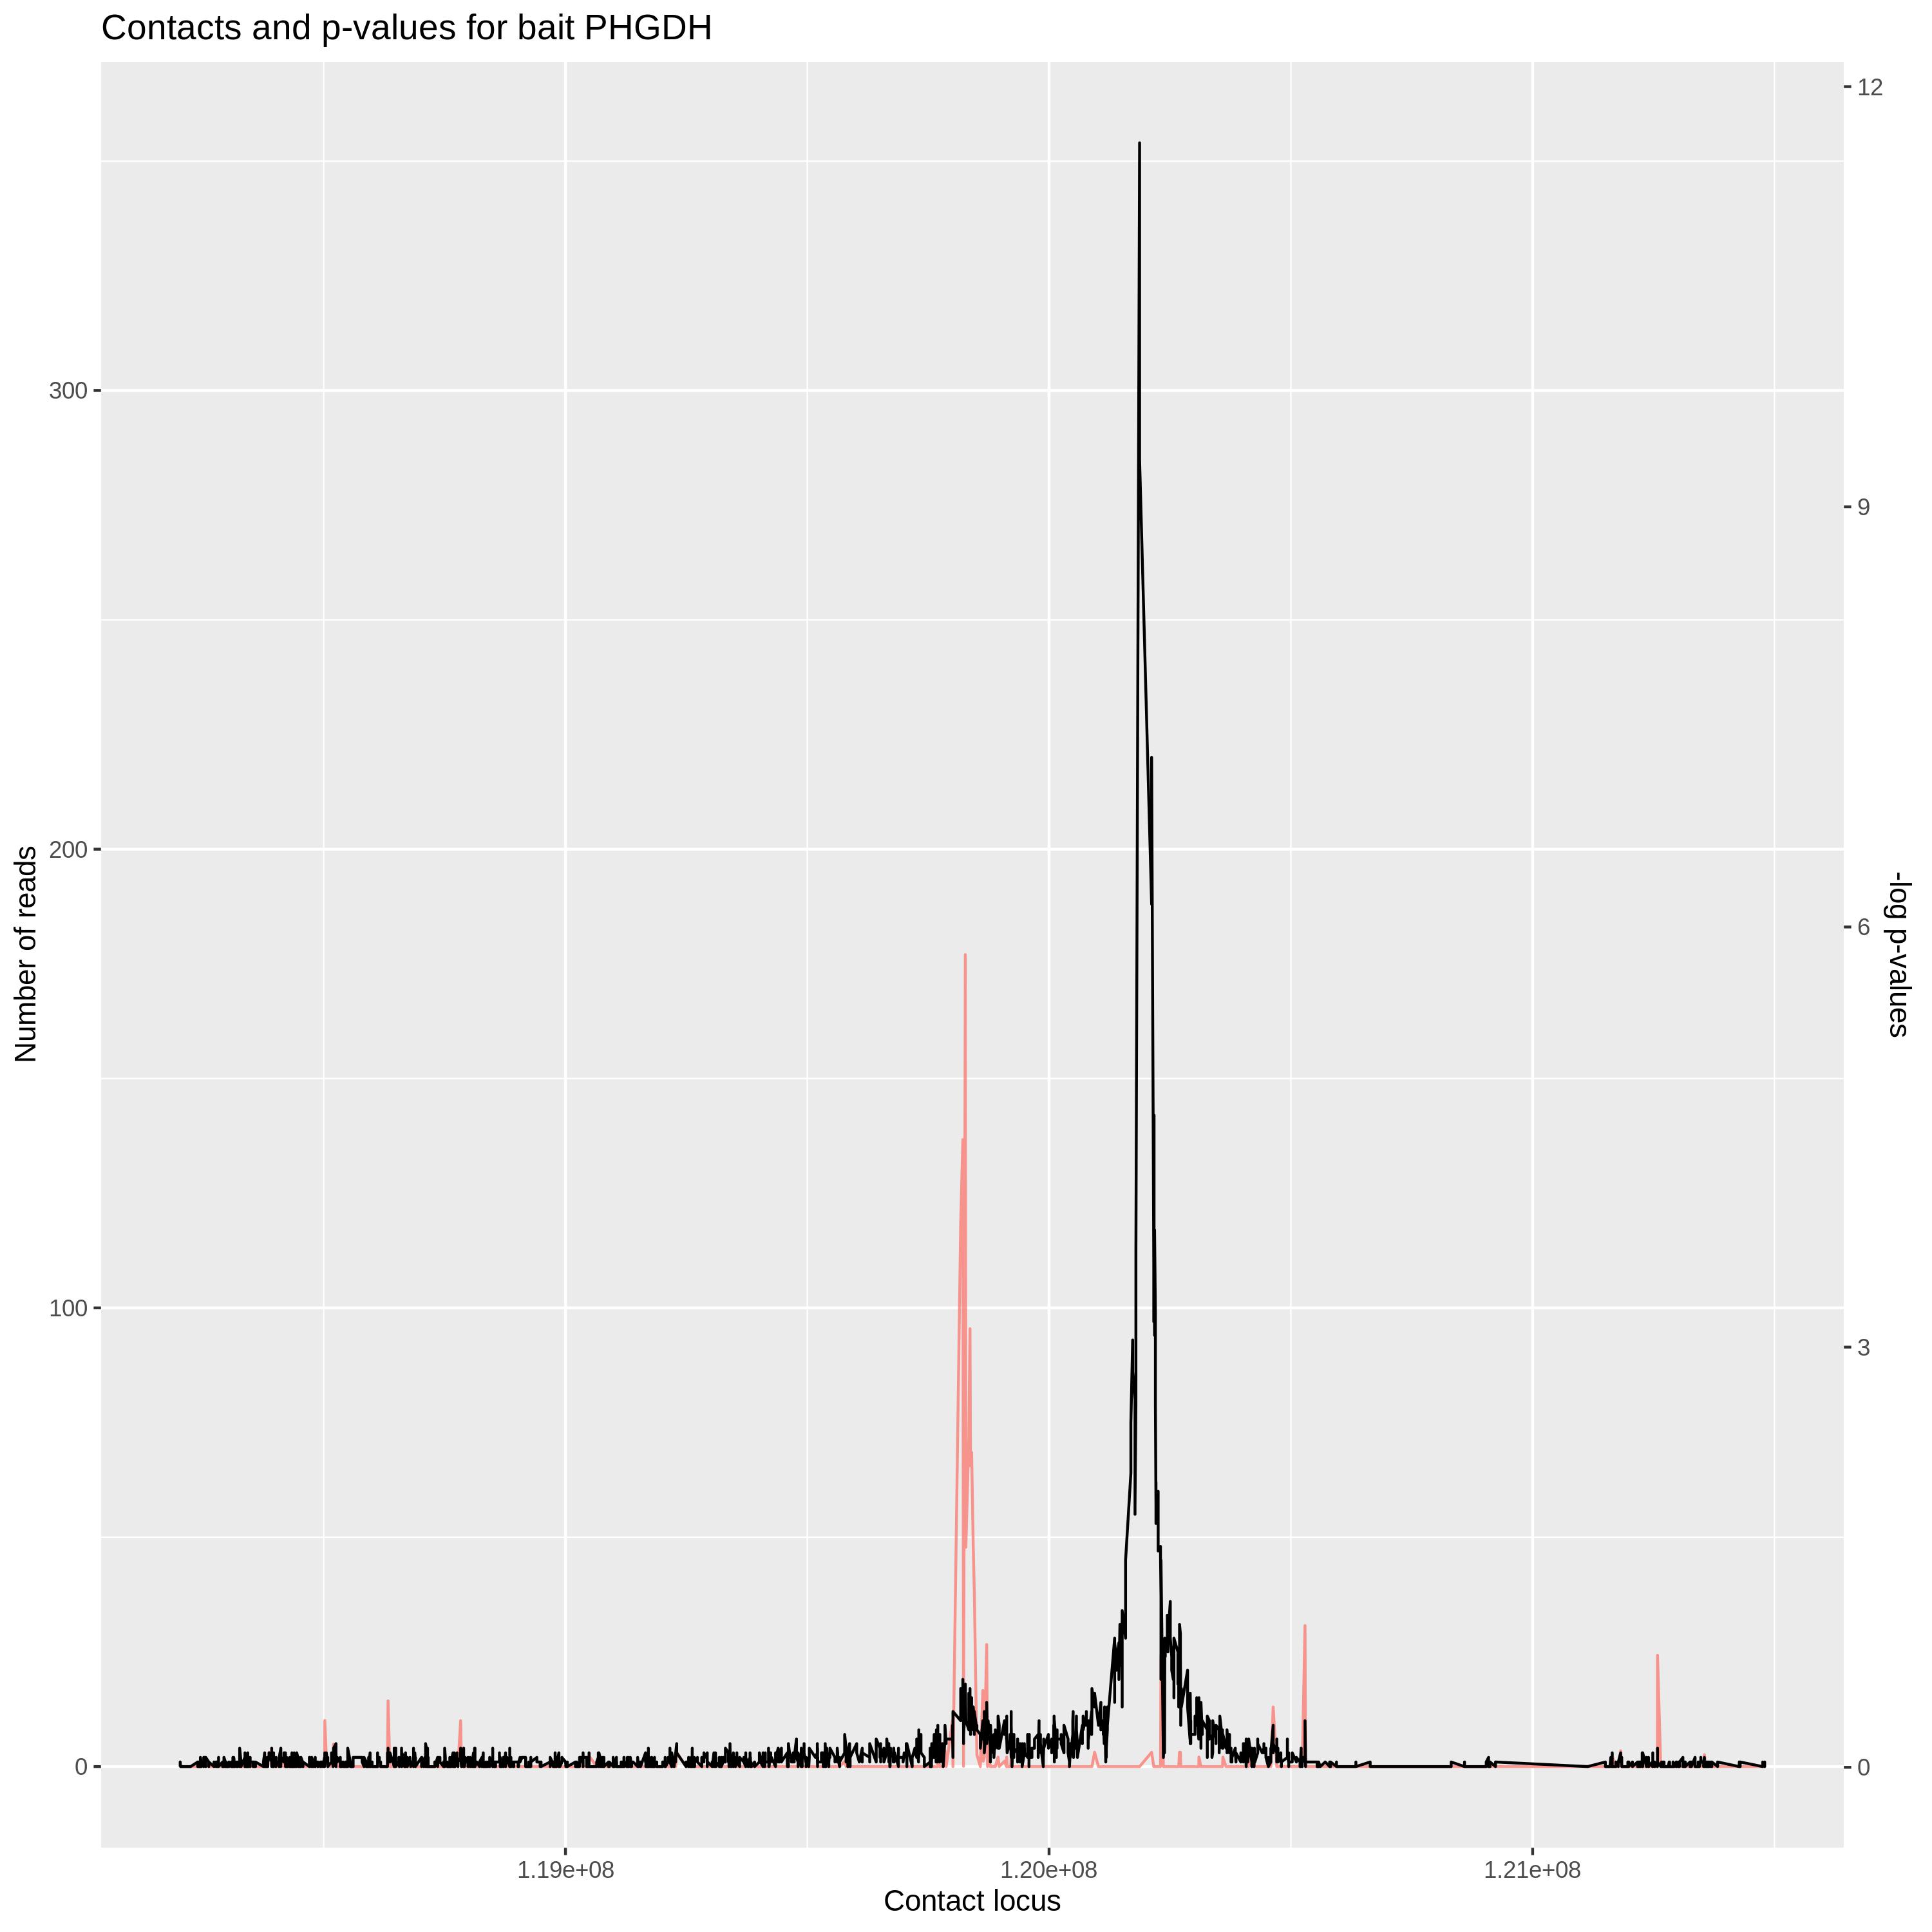 Contacts and p-values for bait PHGDH
12
9
6
3
0
300
200
100
0
Number of reads
-log p-values
1.19e+08 1.20e+08 1.21e+08
Contact locus